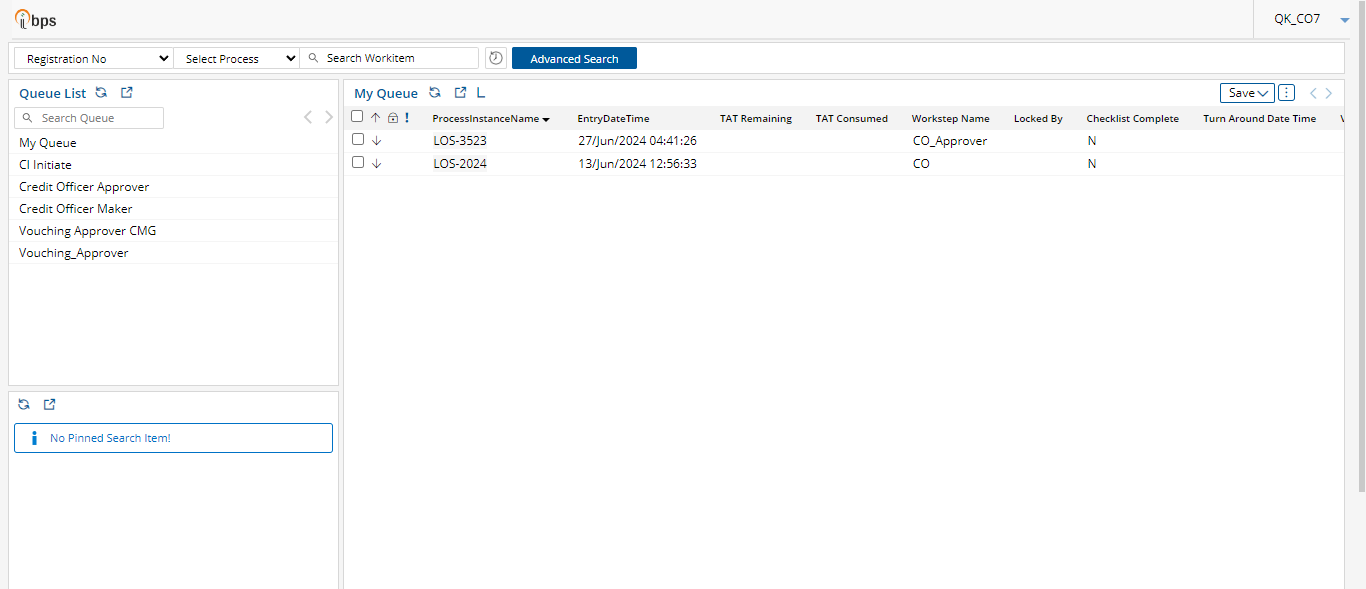 ibps
QK_CO7
Registration No Select Process Search Workitem Advanced Search
Queue List
Search Queue
My Queue
CI Initiate
Credit Officer Approver
Credit Officer Maker
Vouching Approver CMG
Vouching_Approver
No Pinned Search Item!
My Queue L Save
ProcessInstanceName EntryDateTime TAT Remaining TAT Consumed Workstep Name Locked By Checklist Complete Turn Around Date Time
LOS-3523 27/Jun/2024 04:41:26 CO_Approver N
LOS-2024 13/Jun/2024 12:56:33 CO N